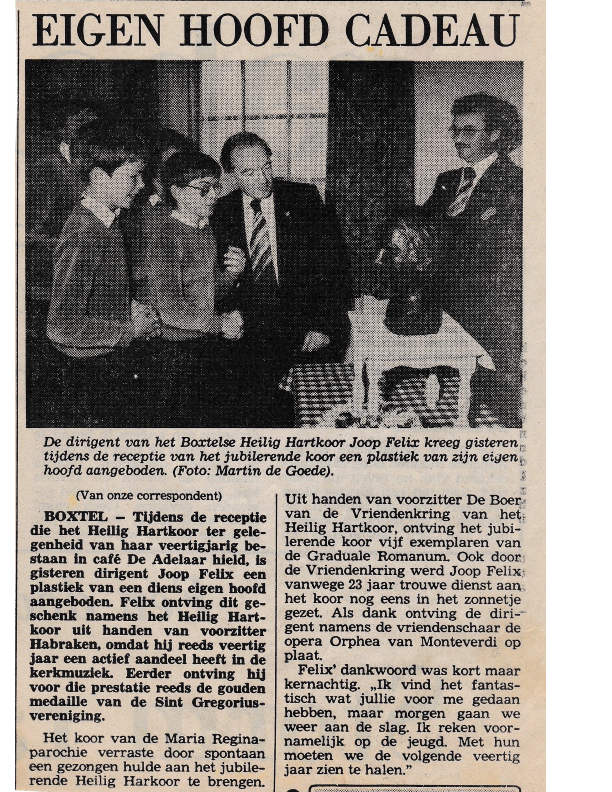 EIGEN HOOFD CADEAU
De dirigent van het Boxtelse Heilig Hartkoor Joop Felix kreeg gisteren
tijdens de receptie van het jubilerende koor een plastiek van zijn eigen
hoofd aangeboden. (Foto: Martin de Goede).
(Van onze correspondent)
BOXTEL — Tijdens de receptie
die het Heilig Hartkoor ter gele-
genheid van haar veertigjarig be-
staan in café De Adelaar hield, is
gisteren dirigent Joop Felix een
plastiek van een diens eigen hoofd
aangeboden. Felix ontving dit ge-
schenk namens het Heilig Hart-
koor uit handen van voorzitter
Habraken, omdat hij reeds veertig
jaar een actief aandeel heeft in de
kerkmuziek. Eerder ontving hij
voor die prestatie reeds de gouden
medaille van de Sint Gregorius-
vereniging.
Het koor van de Maria Regina-
parochie verraste door spontaan
een gezongen hulde aan het jubile-
rende Heilig Harkoor te brengen.
Uit handen van voorzitter De Boer
van de Vriendenkring van het
Heilig Hartkoor, ontving het jubi-
lerende koor vijf exemplaren van
de Graduale Romanum. Ook door
de Vriendenkring werd Joop Felix
vanwege 23 jaar trouwe dienst aan
het koor nog eens in het zonnetje
gezet. Als dank ontving de diri-
gent namens de vriendenschaar de
opera Orphea van Monteverdi op
plaat.
Felix' dankwoord was kort maar
kernachtig. „Ik vind het fantas-
tisch wat jullie voor me gedaan
hebben, maar morgen gaan we
weer aan de slag. Ik reken voor-
namelijk op de jeugd. Met hun
moeten we de volgende veertig
jaar zien te halen.”